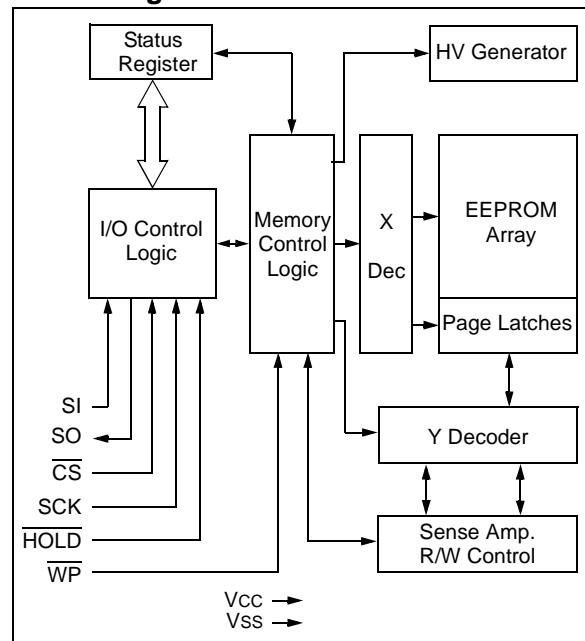 Status
Register
HV Generator
I/O Control
Logic
Memory
Control
Logic
X
Dec
EEPROM
Array
Page Latches
SI
SO
CS
SCK
HOLD
WP
Y Decoder
Sense Amp.
R/W Control
VCC
VSS